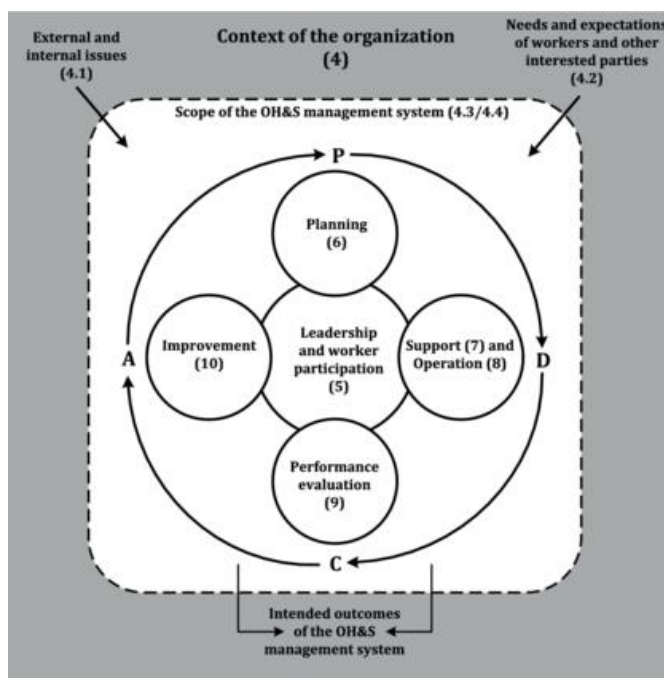 External and
internal issues
(4.1)
Context of the organization
(4)
Needs and expectations
of workers and other
interested parties
(4.2)
Scope of the OH&S management system (4.3/4.4)
P
Planning
(6)
A
Improvement
(10)
Leadership
and worker
participation
(5)
Support (7) and
Operation (8)
D
Performance
evaluation
(9)
C
Intended outcomes
of the OH&S
management system